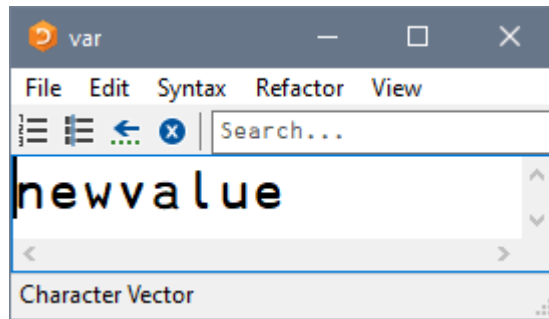 var
File Edit Syntax Refactor View
Search...
newvalue
Character Vector